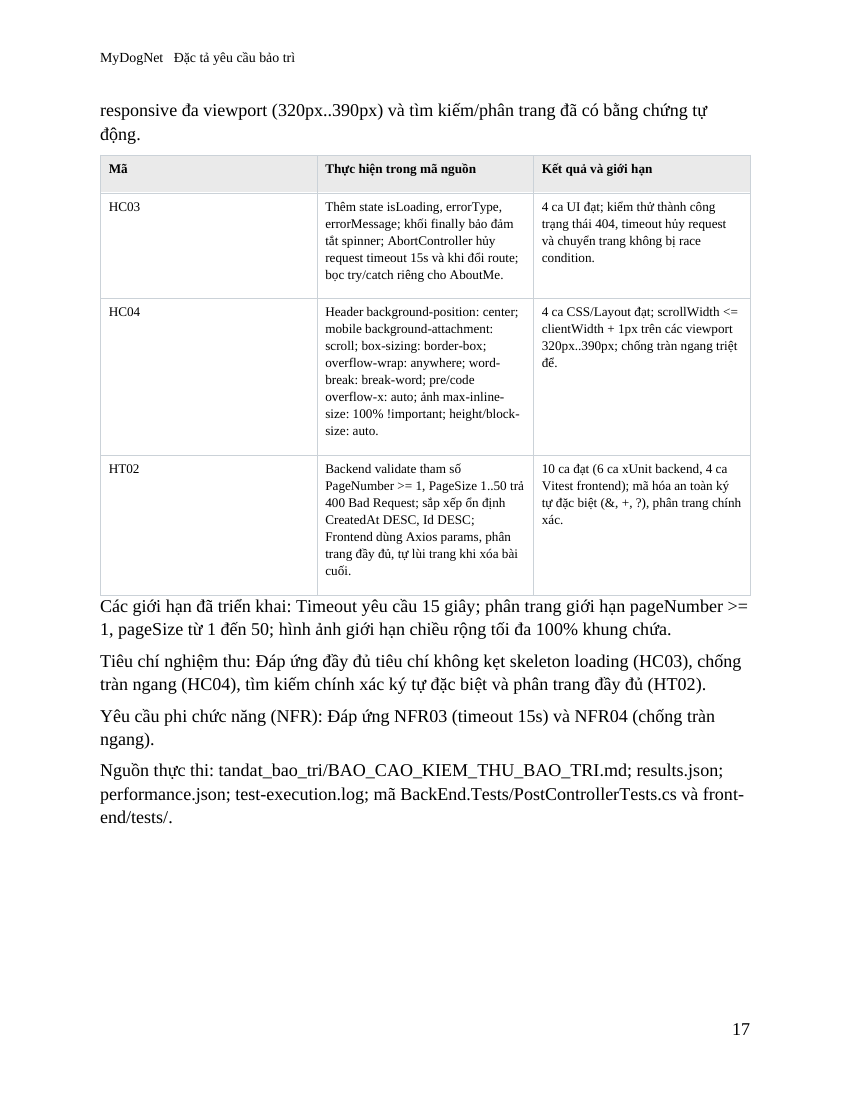 MyDogNet Đặc tả yêu cầu bảo trì
responsive đa viewport (320px..390px) và tìm kiếm/phân trang đã có bằng chứng tự
động.
Mã
Thực hiện trong mã nguồn
Kết quả và giới hạn
HC03
Thêm state isLoading, errorType,
errorMessage; khối finally bảo đảm
tắt spinner; AbortController hủy
request timeout 15s và khi đổi route;
bọc try/catch riêng cho AboutMe.
4 ca UI đạt; kiểm thử thành công
trạng thái 404, timeout hủy request
và chuyển trang không bị race
condition.
HC04
Header background-position: center;
mobile background-attachment:
scroll; box-sizing: border-box;
overflow-wrap: anywhere; word-
break: break-word; pre/code
overflow-x: auto; ảnh max-inline-
size: 100% !important; height/block-
size: auto.
4 ca CSS/Layout đạt; scrollWidth <=
clientWidth + 1px trên các viewport
320px..390px; chống tràn ngang triệt
để.
HT02
Backend validate tham số
PageNumber >= 1, PageSize 1..50 trả
400 Bad Request; sắp xếp ổn định
CreatedAt DESC, Id DESC;
Frontend dùng Axios params, phân
trang đầy đủ, tự lùi trang khi xóa bài
cuối.
10 ca đạt (6 ca xUnit backend, 4 ca
Vitest frontend); mã hóa an toàn ký
tự đặc biệt (&, +, ?), phân trang chính
xác.
Các giới hạn đã triển khai: Timeout yêu cầu 15 giây; phân trang giới hạn pageNumber >=
1, pageSize từ 1 đến 50; hình ảnh giới hạn chiều rộng tối đa 100% khung chứa.
Tiêu chí nghiệm thu: Đáp ứng đầy đủ tiêu chí không kẹt skeleton loading (HC03), chống
tràn ngang (HC04), tìm kiếm chính xác ký tự đặc biệt và phân trang đầy đủ (HT02).
Yêu cầu phi chức năng (NFR): Đáp ứng NFR03 (timeout 15s) và NFR04 (chống tràn
ngang).
Nguồn thực thi: tandat_bao_tri/BAO_CAO_KIEM_THU_BAO_TRI.md; results.json;
performance.json; test-execution.log; mã BackEnd.Tests/PostControllerTests.cs và front-
end/tests/.
17